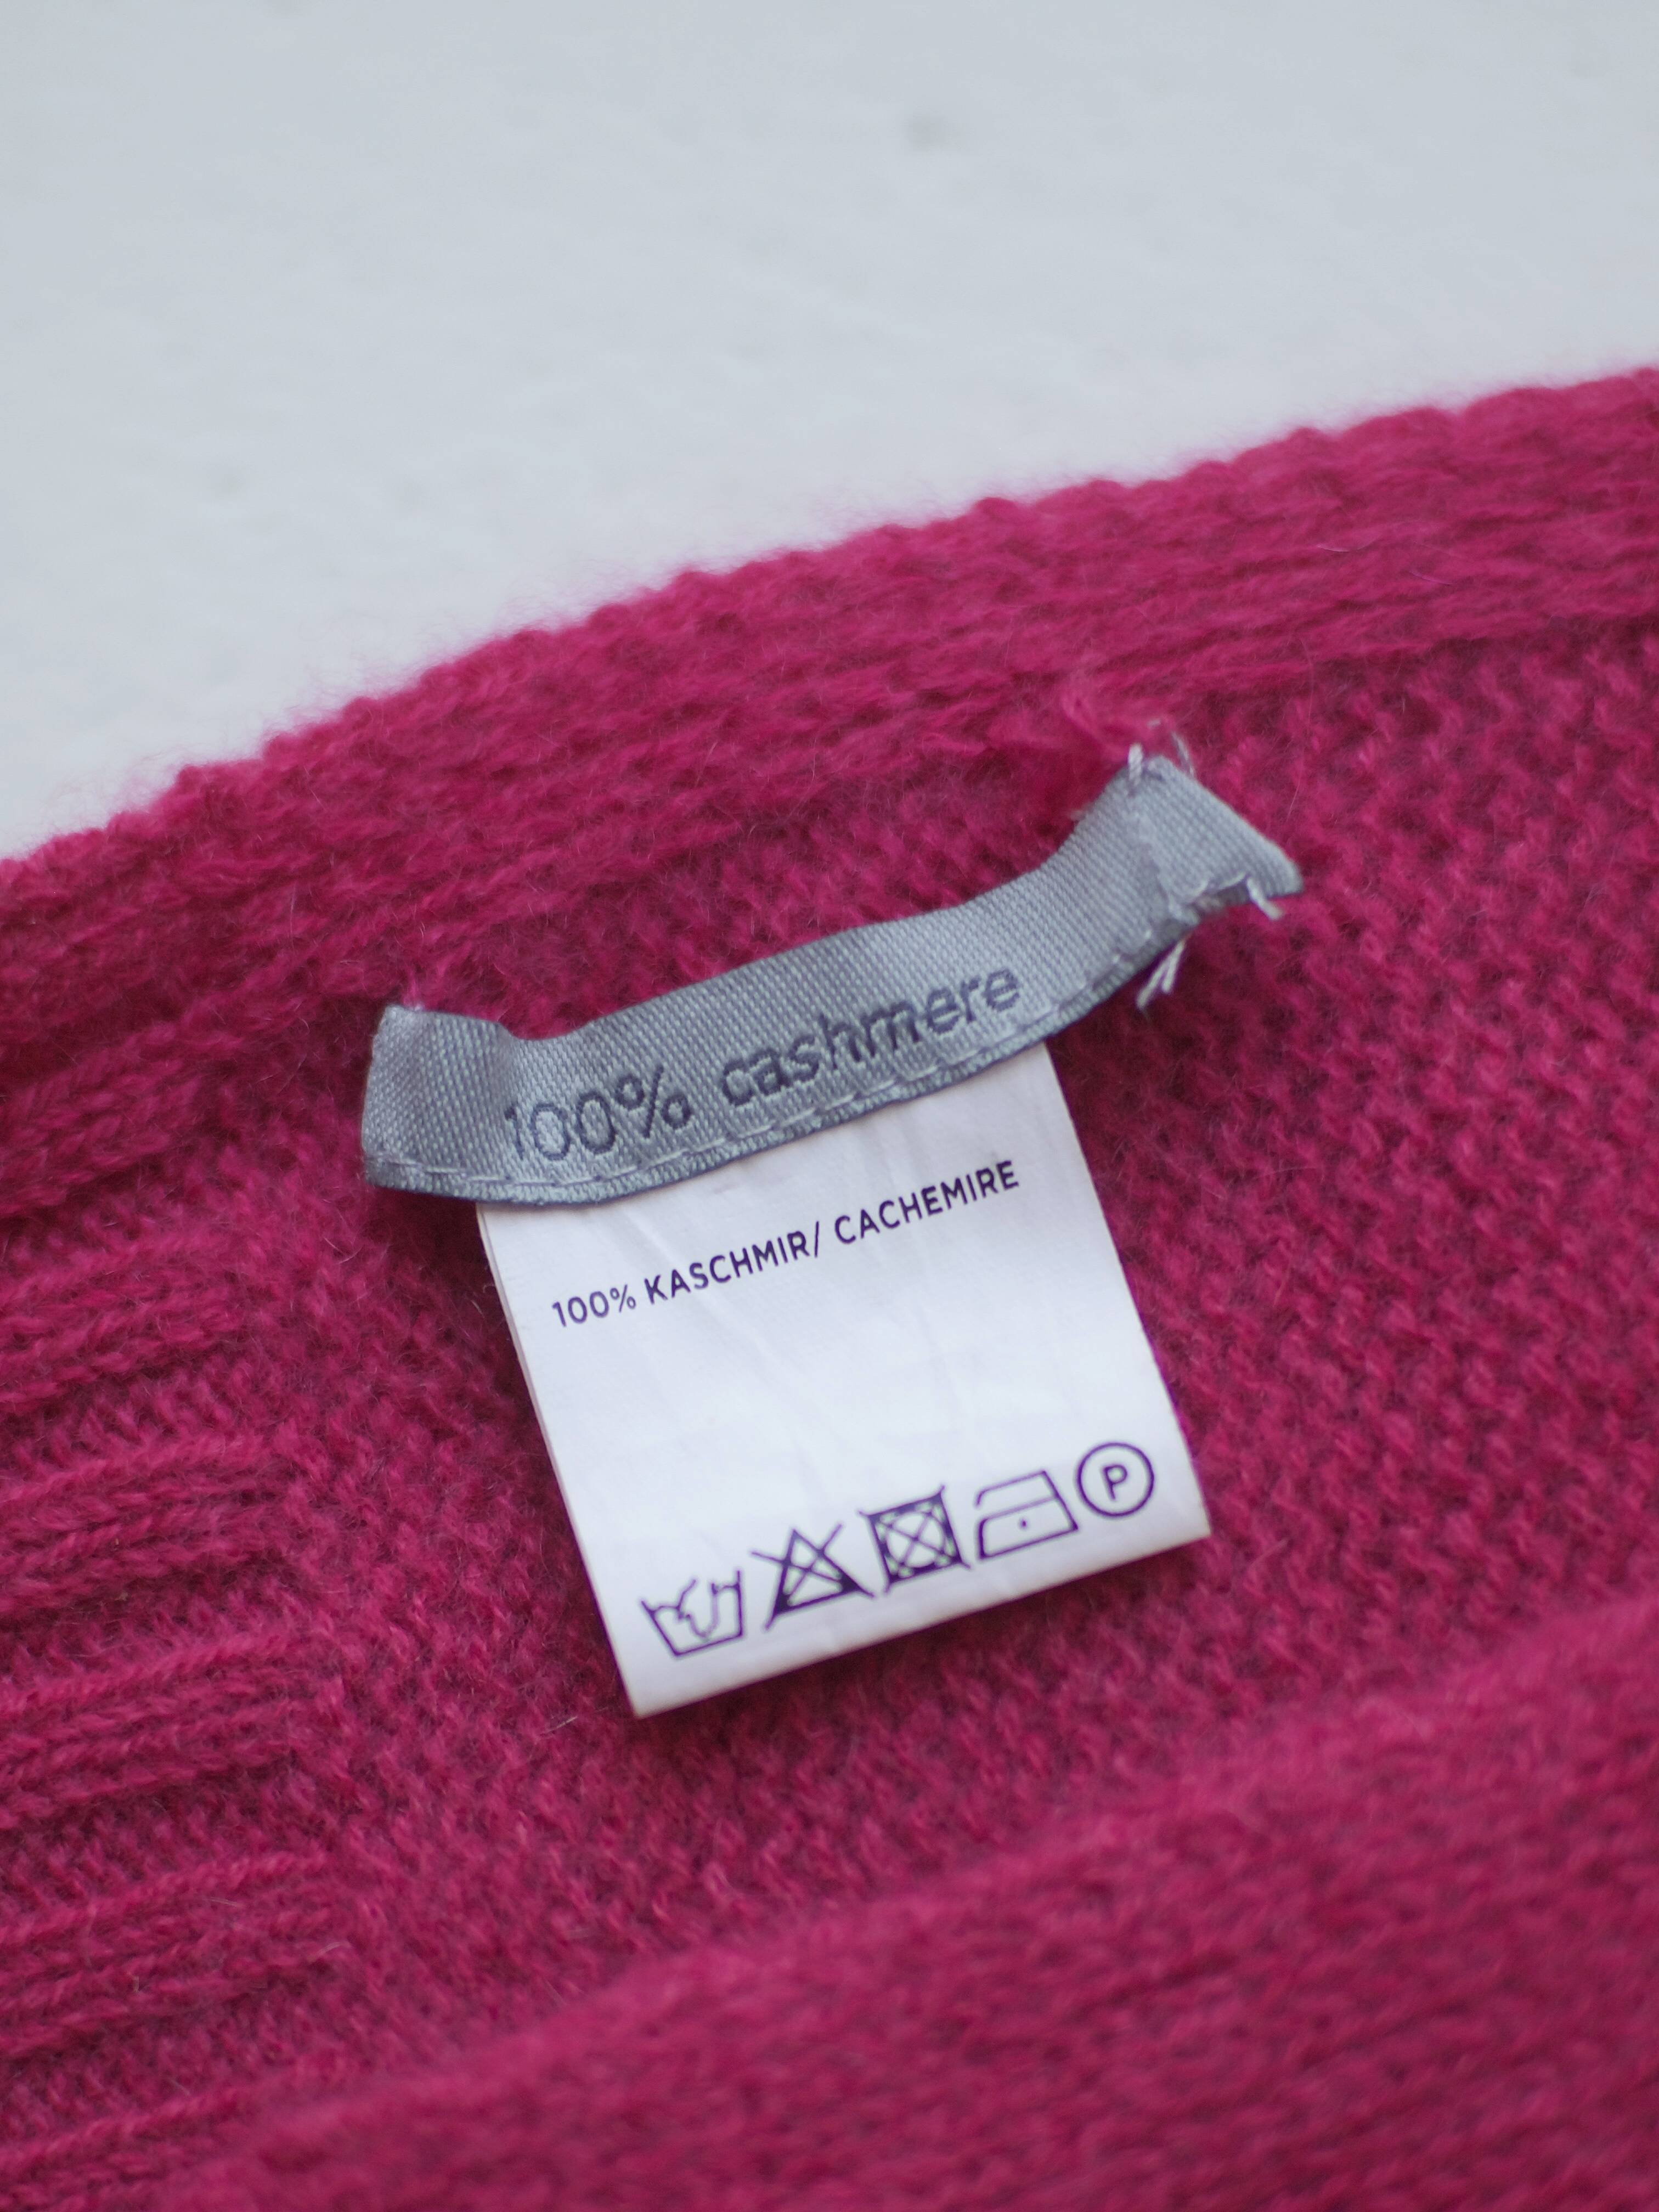 100% cashmere
100% KASCHMIR/ CACHEMIRE
P